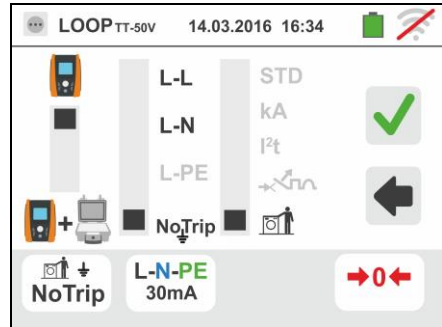 LOOP TT-50V 14.03.2016 16:34
L-L STD
L-N kA
I²t
L-PE
NoTrip
NoTrip L-N-PE
30mA
→0←